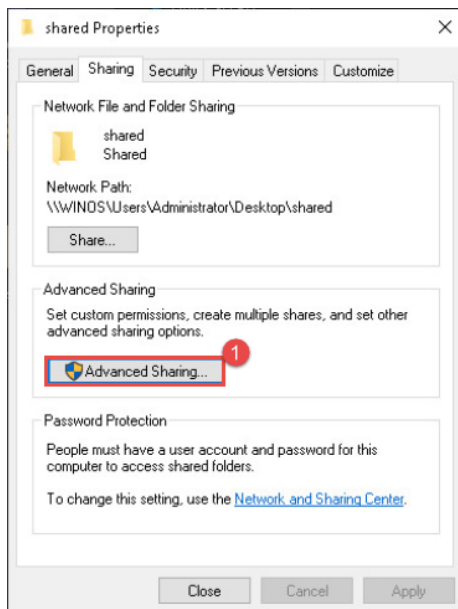 shared Properties
General Sharing Security Previous Versions Customize
Network File and Folder Sharing
shared
Shared
Network Path:
\\WINOS\Users\Administrator\Desktop\shared
Share...
Advanced Sharing
Set custom permissions, create multiple shares, and set other
advanced sharing options.
1
Advanced Sharing...
Password Protection
People must have a user account and password for this
computer to access shared folders.
To change this setting, use the Network and Sharing Center.
Close Cancel Apply